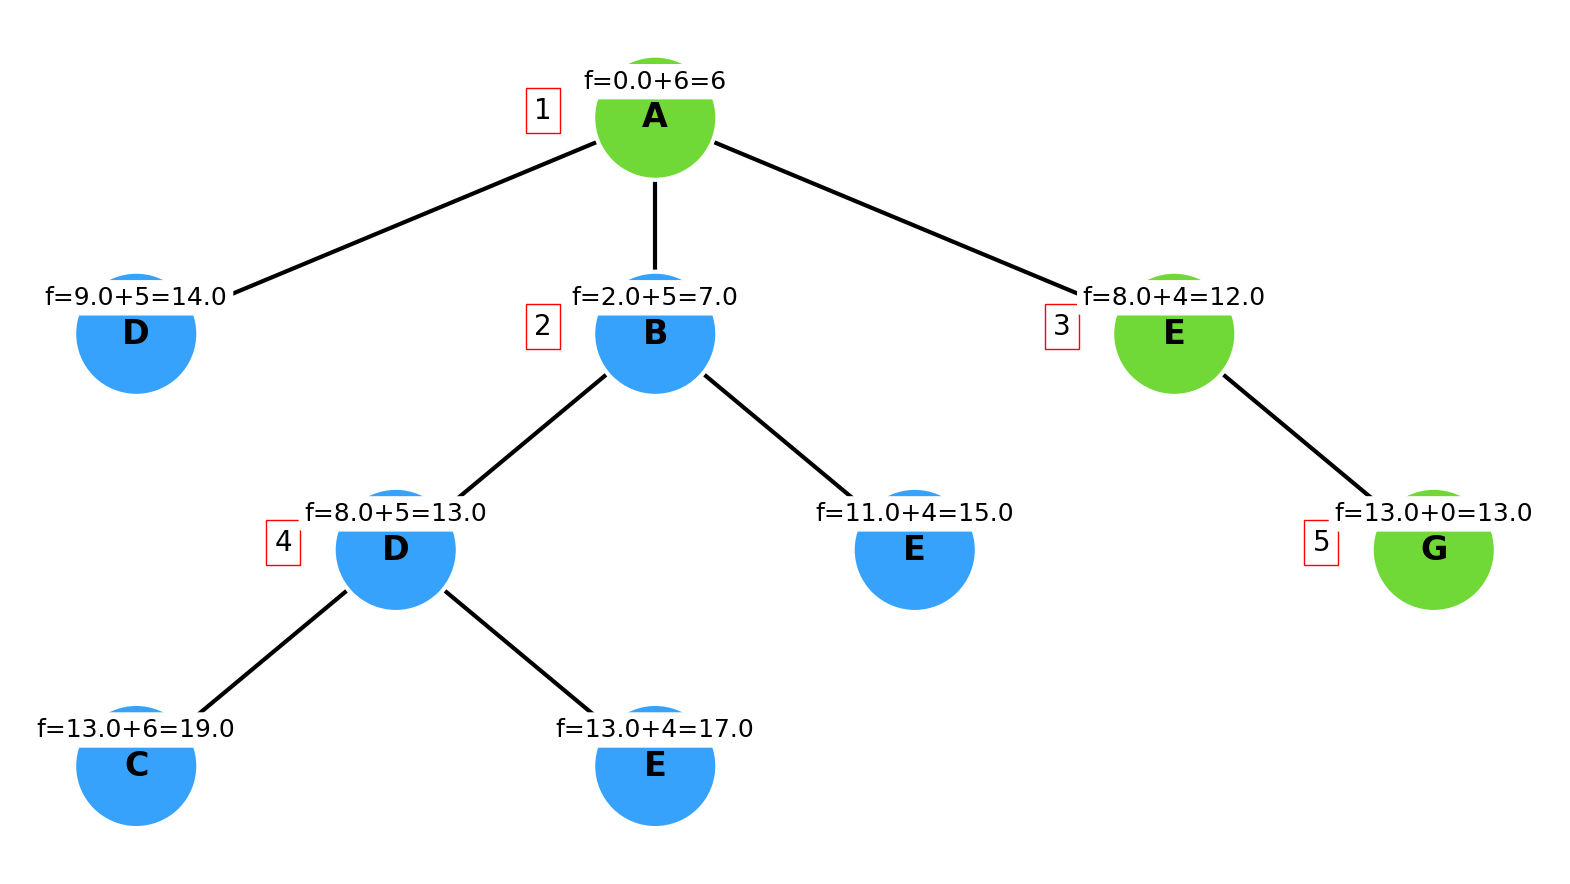 f=0.0+6=6
1
A
f=9.0+5=14.0
D
2
f=2.0+5=7.0
B
3
f=8.0+4=12.0
E
4
f=8.0+5=13.0
D
f=11.0+4=15.0
E
5
f=13.0+0=13.0
G
f=13.0+6=19.0
C
f=13.0+4=17.0
E